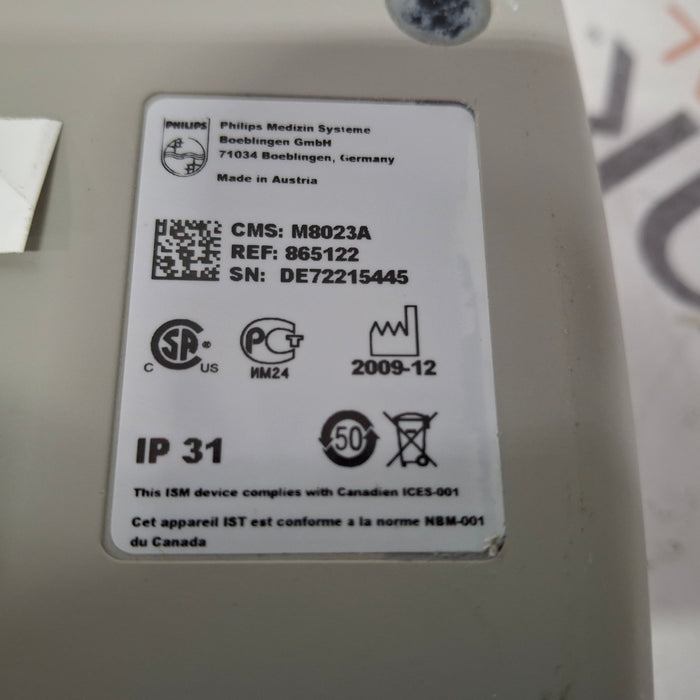 PHILIPS
Philips Medizin Systeme
Boeblingen GmbH
71034 Boeblingen, Germany
Made in Austria
CMS: M8023A
REF: 865122
SN: DE72215445
C SA ® US
РСТ
ИМ24
2009-12
IP 31
50
This ISM device complies with Canadien ICES-001
Cet appareil IST est conforme a la norme NBM-001
du Canada